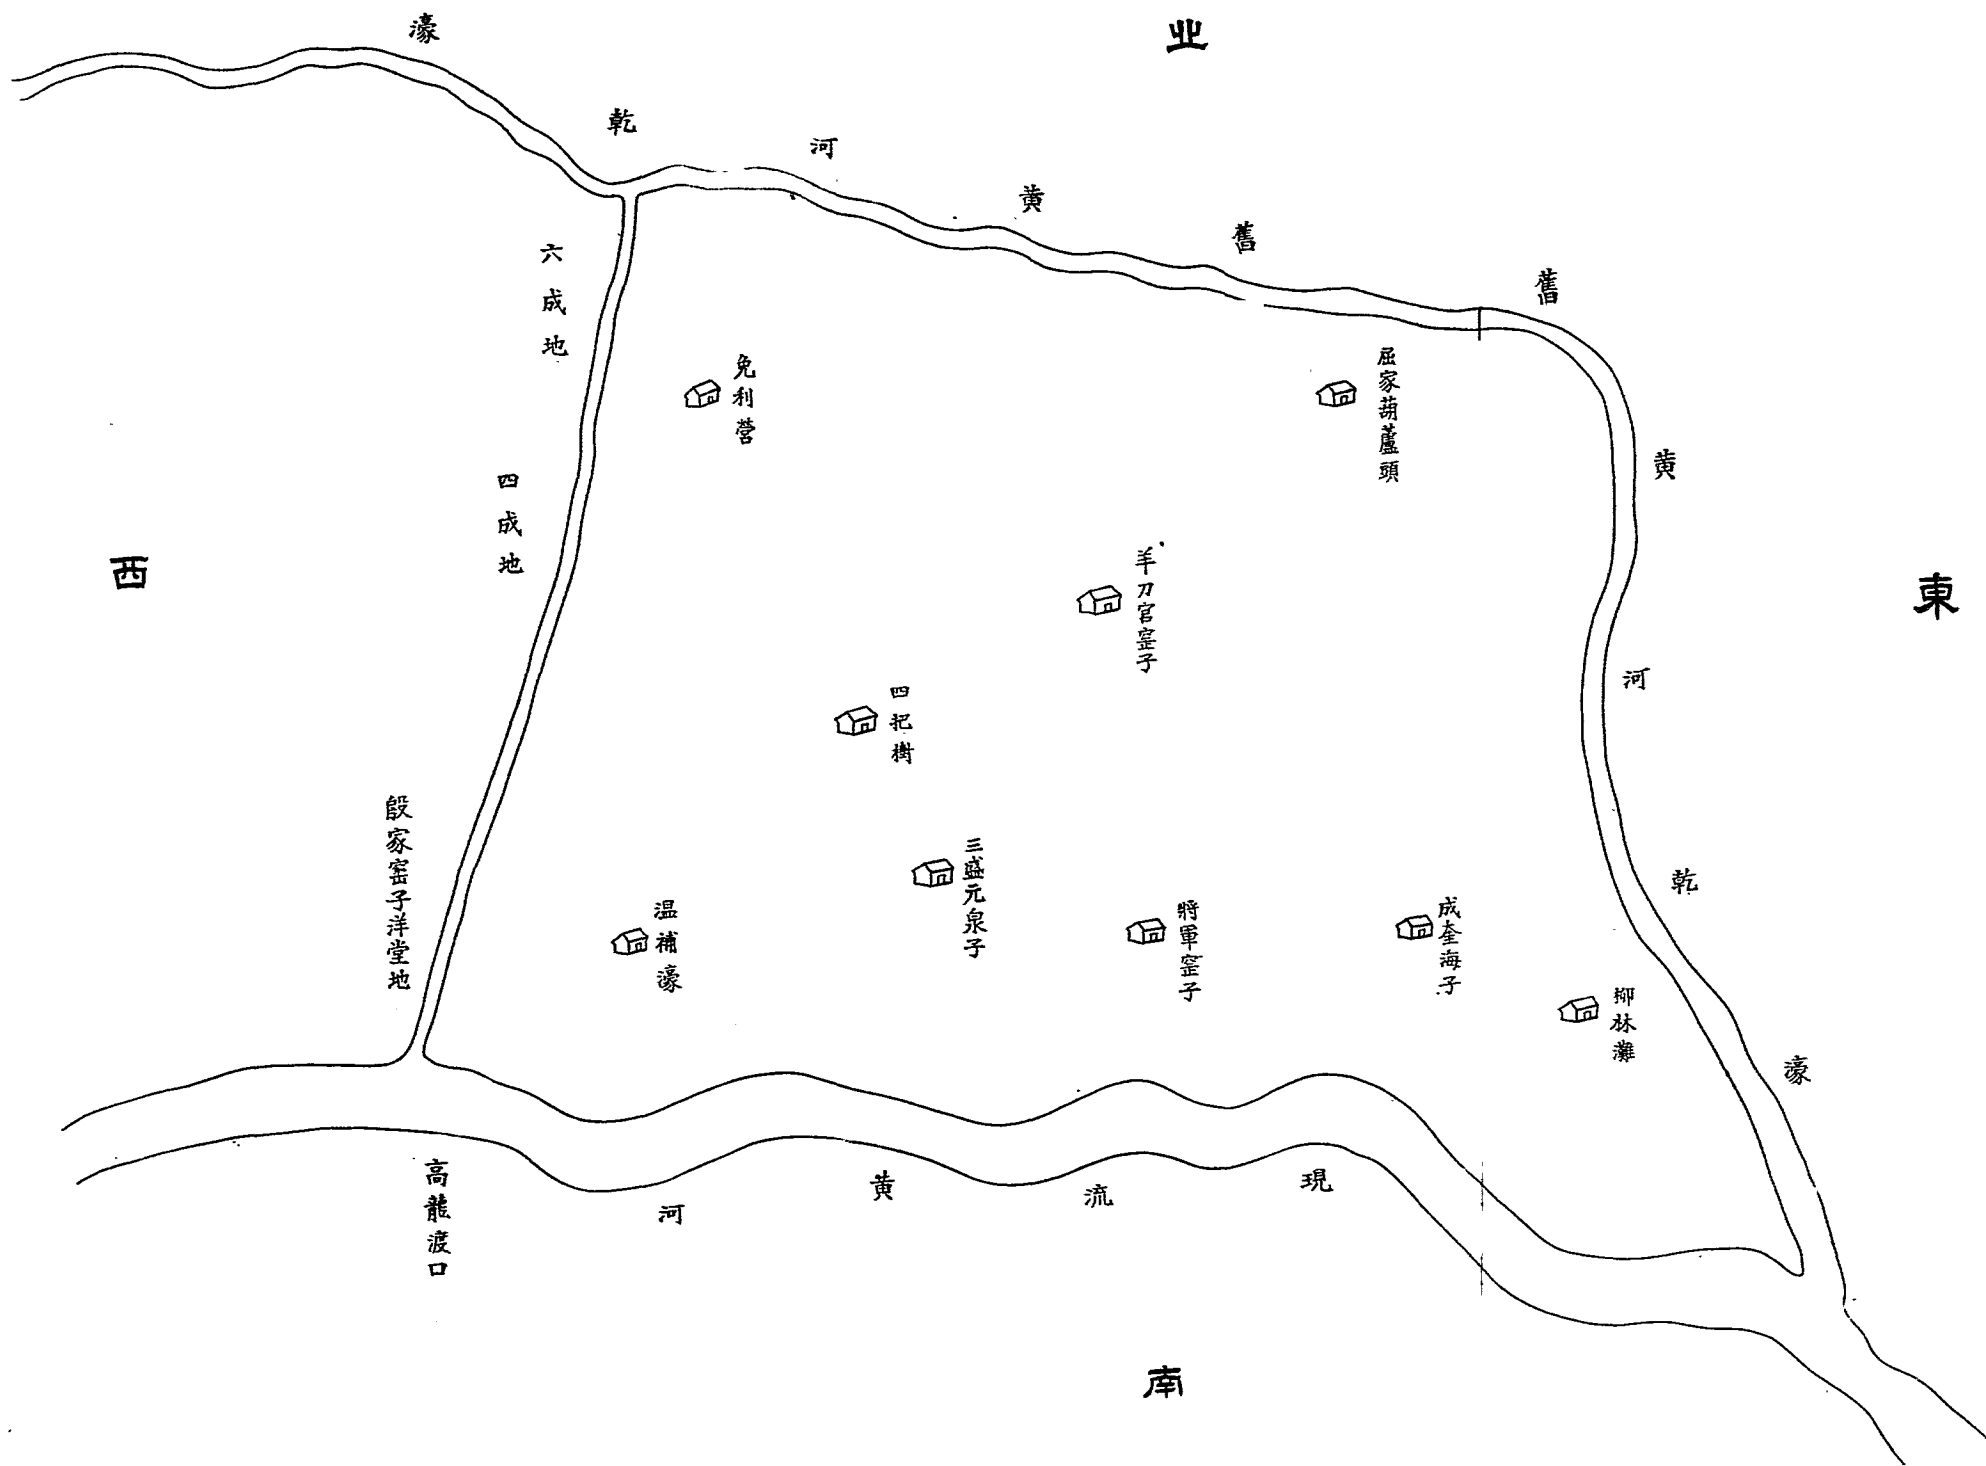 北
東
南
西
舊黄河乾濠
舊黄河乾濠
現流黄河
六成地
四成地
殷家窑子洋堂地
高龍渡口
免利營
屈家葫蘆頭
羊刀官窑子
四把樹
三盛元泉子
温補濠
將軍窑子
成奎海子
柳林灘